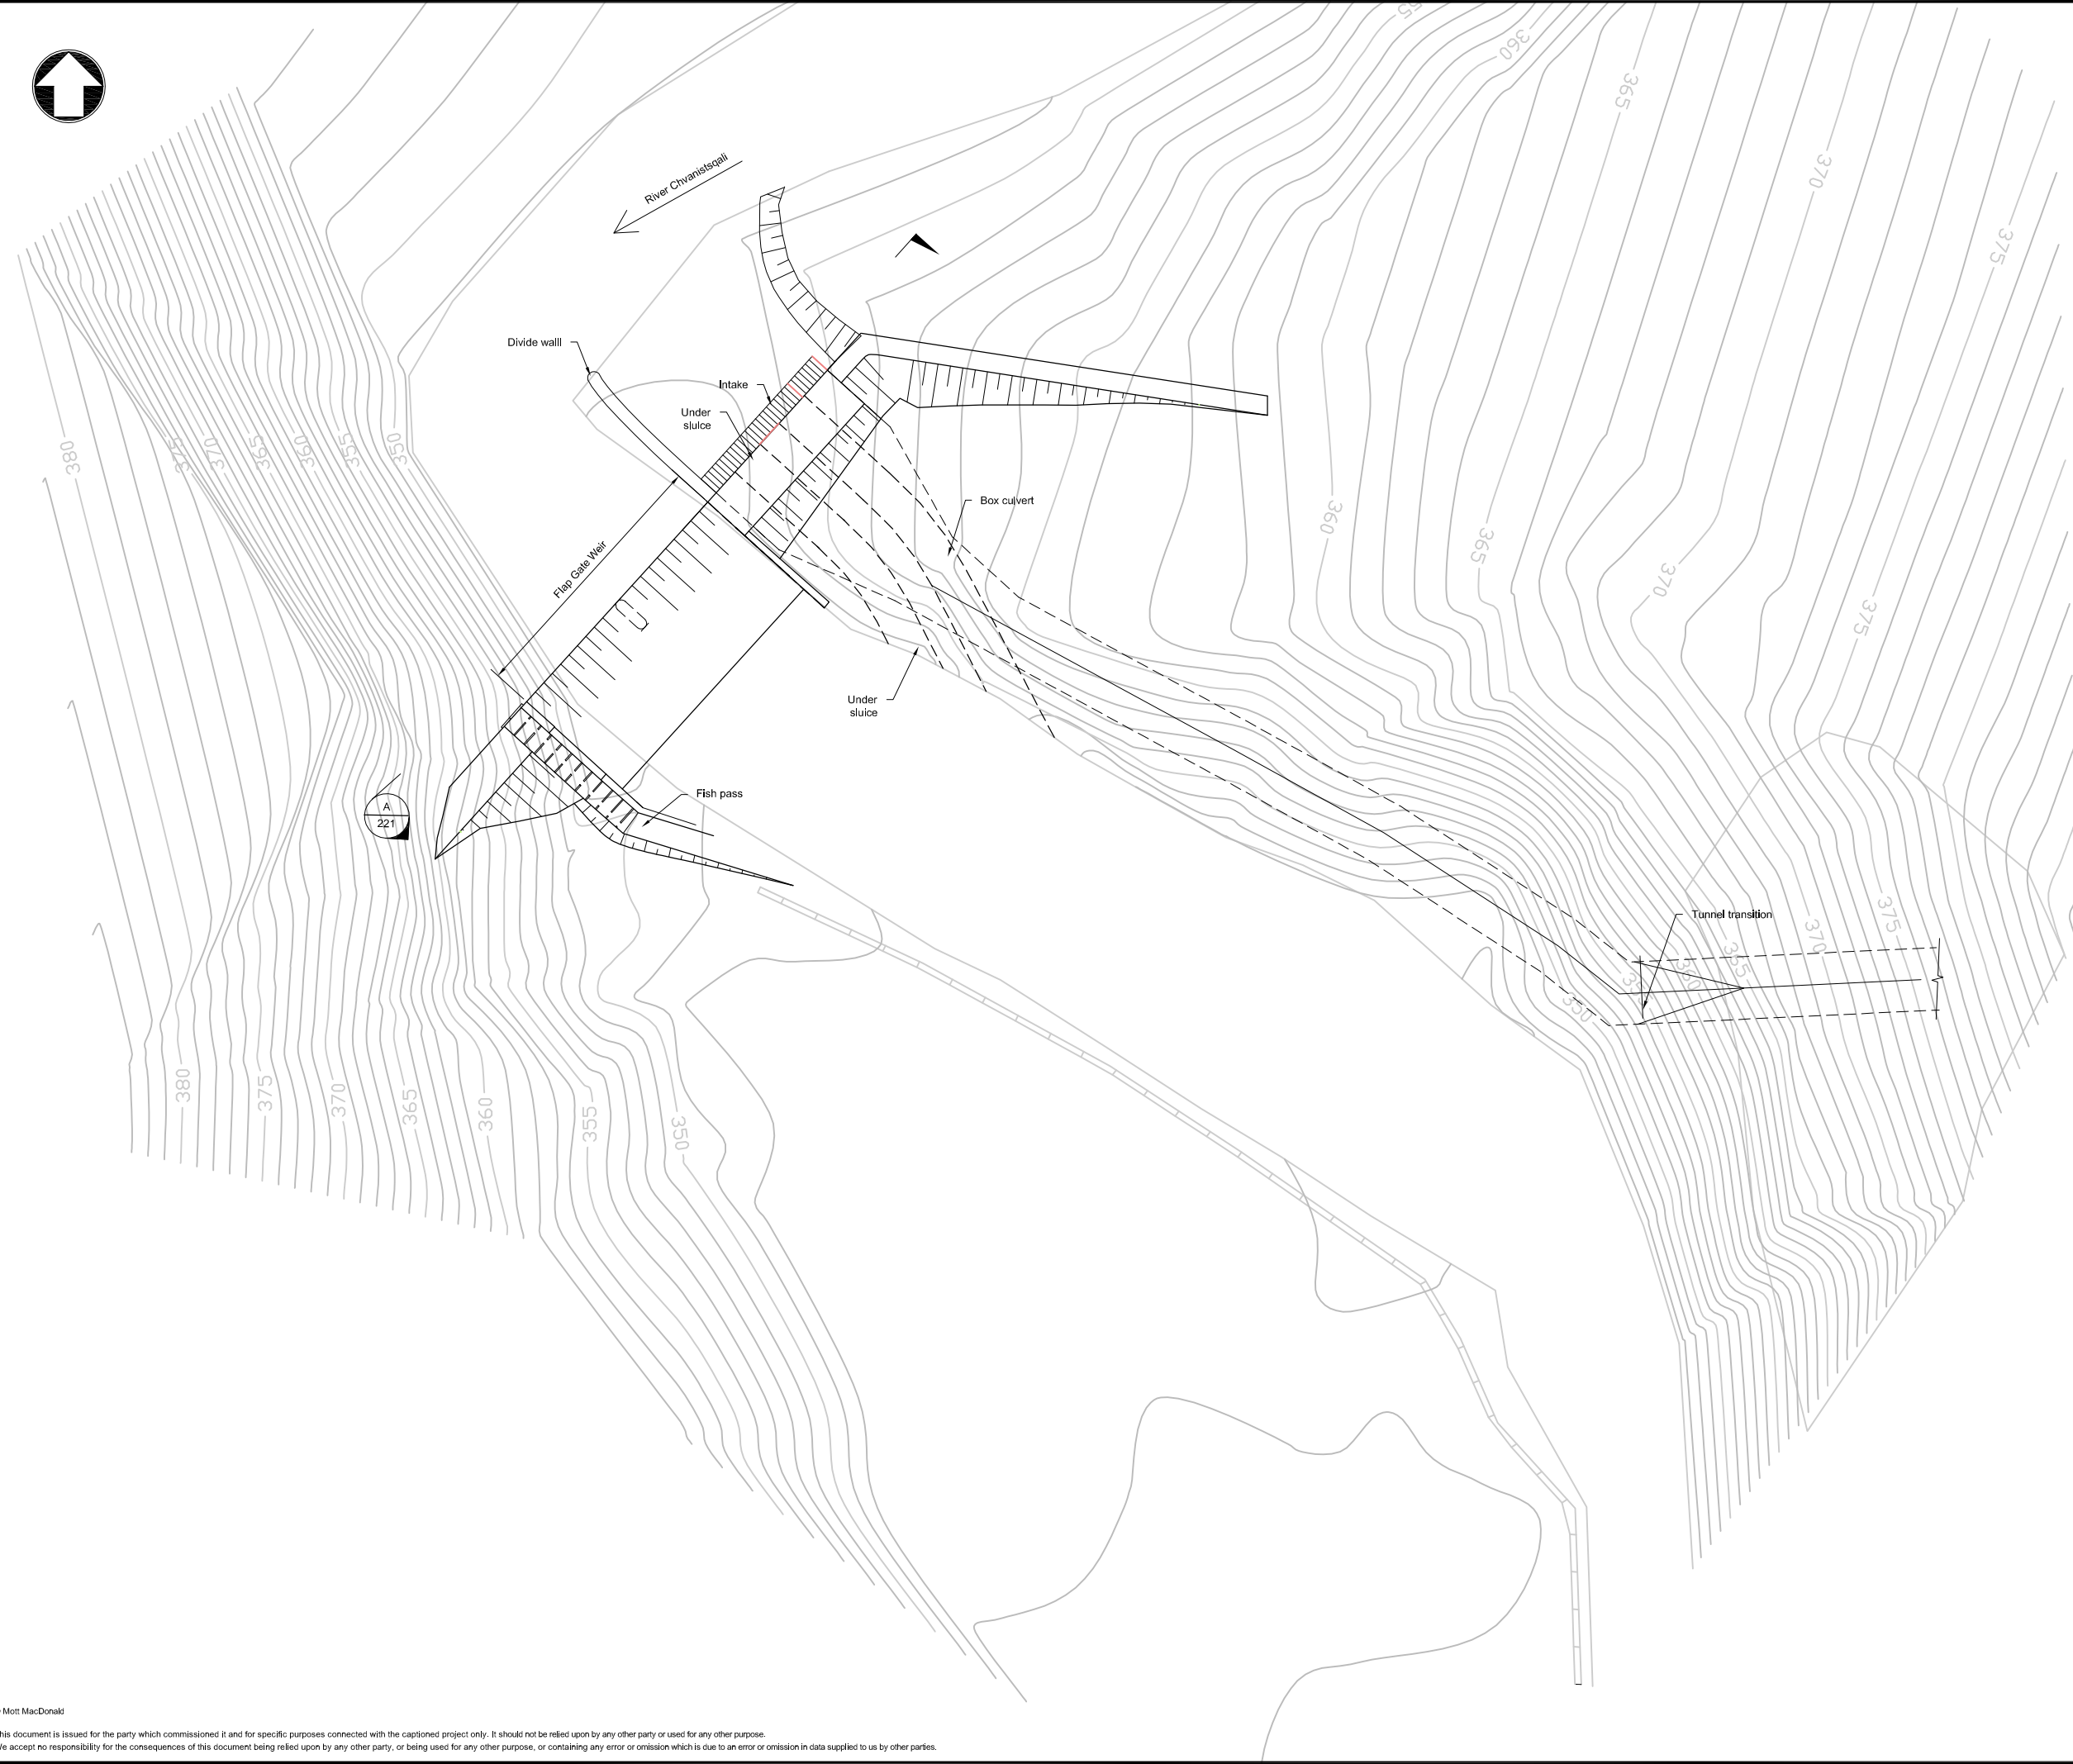 365
360
365
370
375
River Chvanistsqali
Divide walll
Intake
Under
sluice
380
375
370
365
360
355
350
Box culvert
360
365
370
375
Flap Gate Weir
Under
sluice
Fish pass
A
221
Tunnel transition
375
370
365
360
350
380
375
370
365
360
355
350
Mott MacDonald
his document is issued for the party which commissioned it and for specific purposes connected with the captioned project only. It should not be relied upon by any other party or used for any other purpose.
e accept no responsibility for the consequences of this document being relied upon by any other party, or being used for any other purpose, or containing any error or omission which is due to an error or omission in data supplied to us by other parties.